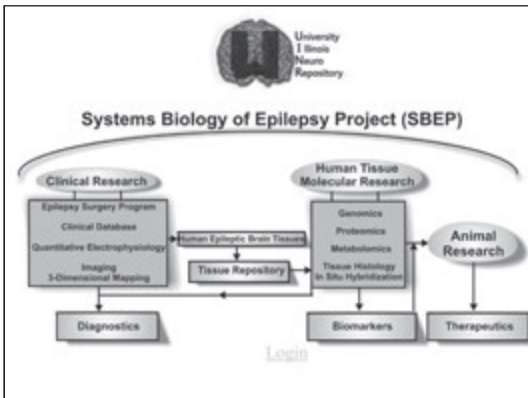 University
Illinois
Neuro
Repository
Systems Biology of Epilepsy Project (SBEP)
Clinical Research
Epilepsy Surgery Program
Clinical Database
Quantitative Electrophysiology
Imaging
3-Dimensional Mapping
Human Epileptic Brain Tissues
Tissue Repository
Human Tissue
Molecular Research
Genomics
Proteomics
Metabolomics
Tissue Histology
In Situ Hybridization
Animal
Research
Diagnostics
Biomarkers
Therapeutics
Login